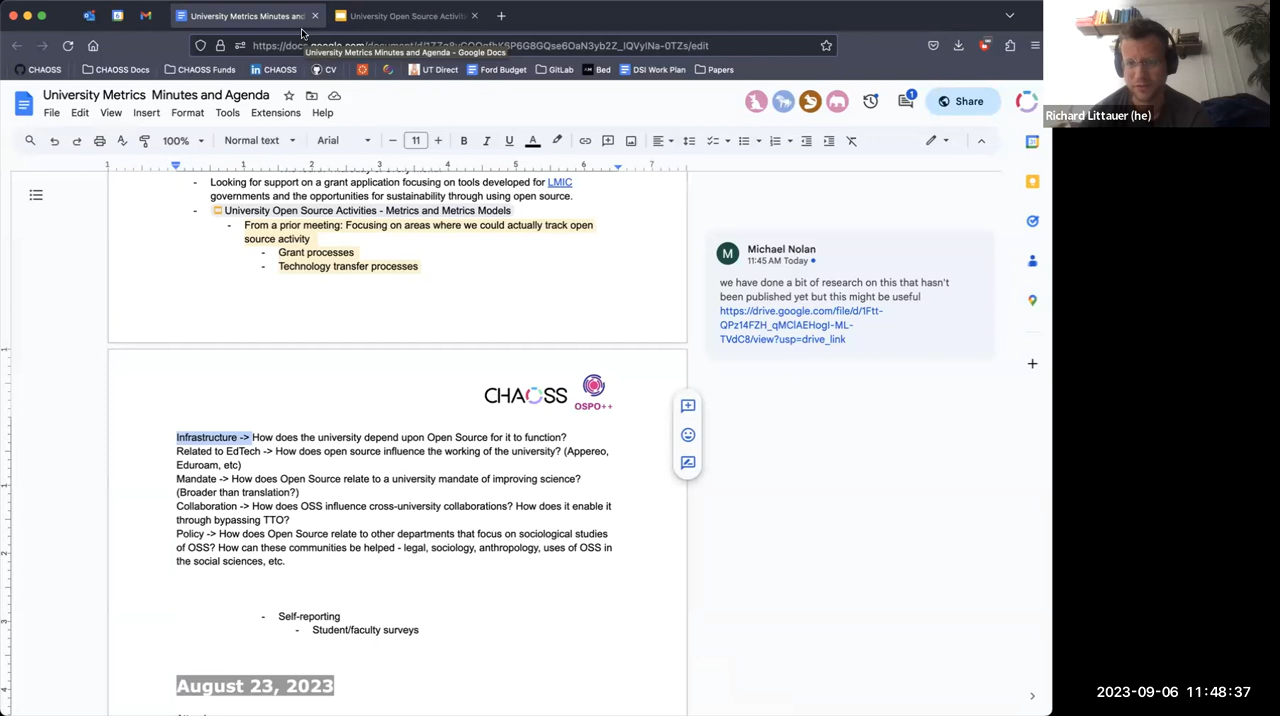 University Metrics Minutes and
University Open Source Activiti
University Metrics Minutes and Agenda - Google Docs
CHAOSS
CHAOSS Docs
CHAOSS Funds
CHAOSS
CV
UT Direct
Ford Budget
GitLab
Bed
DSI Work Plan
Papers
Richard Littauer (he)
University Metrics Minutes and Agenda
File Edit View Insert Format Tools Extensions Help
1
Share
100% Normal text Arial 11
1 1 2 3 4 5 6 7
Looking for support on a grant application focusing on tools developed for LMIC
governments and the opportunities for sustainability through using open source.
- University Open Source Activities - Metrics and Metrics Models
- From a prior meeting: Focusing on areas where we could actually track open
source activity
- Grant processes
- Technology transfer processes
Michael Nolan
11:45 AM Today
we have done a bit of research on this that hasn't
been published yet but this might be useful
https://drive.google.com/file/d/1Ftt-
QPz14FZH_qMClAEHogI-ML-
TVdC8/view?usp=drive_link
CHAOSS
OSPO++
Infrastructure -> How does the university depend upon Open Source for it to function?
Related to EdTech -> How does open source influence the working of the university? (Appereo,
Eduroam, etc)
Mandate -> How does Open Source relate to a university mandate of improving science?
(Broader than translation?)
Collaboration -> How does OSS influence cross-university collaborations? How does it enable it
through bypassing TTO?
Policy -> How does Open Source relate to other departments that focus on sociological studies
of OSS? How can these communities be helped - legal, sociology, anthropology, uses of OSS in
the social sciences, etc.
- Self-reporting
- Student/faculty surveys
August 23, 2023
2023-09-06 11:48:37